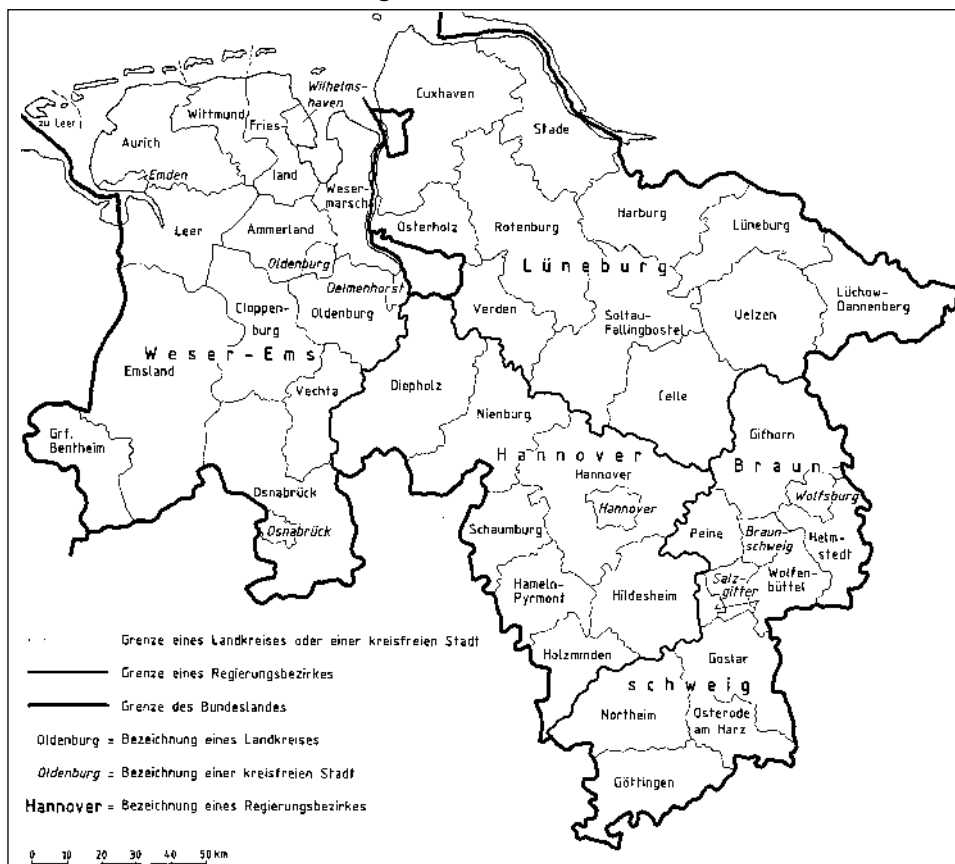 Wilhelms-
haven
Cuxhaven
zu Leer
Wittmund
Fries-
land
Stade
Aurich
Emden
Weser-
marsch
Leer
Ammerland
Osterholz
Rotenburg
Harburg
Lüneburg
Oldenburg
Lüneburg
Delmenhorst
Cloppen-
burg
Oldenburg
Verden
Soltau-
Fallingbostel
Uelzen
Lüchow-
Dannenberg
Weser-Ems
Emsland
Vechta
Diepholz
Nienburg
Celle
Grf.
Bentheim
Gifhorn
Hannover
Braun
Hannover
Hannover
Wolfsburg
Osnabrück
Osnabrück
Schaumburg
Peine
Braun-
schweig
Helm-
stedt
Hameln-
Pyrmont
Hildesheim
Salz-
gitter
Wolfen-
büttel
Holzminden
Goslar
schweig
Northeim
Osterode
am Harz
Göttingen
Grenze eines Landkreises oder einer kreisfreien Stadt
Grenze eines Regierungsbezirkes
Grenze des Bundeslandes
Oldenburg = Bezeichnung eines Landkreises
Oldenburg = Bezeichnung einer kreisfreien Stadt
Hannover = Bezeichnung eines Regierungsbezirkes
0 10 20 30 40 50 km